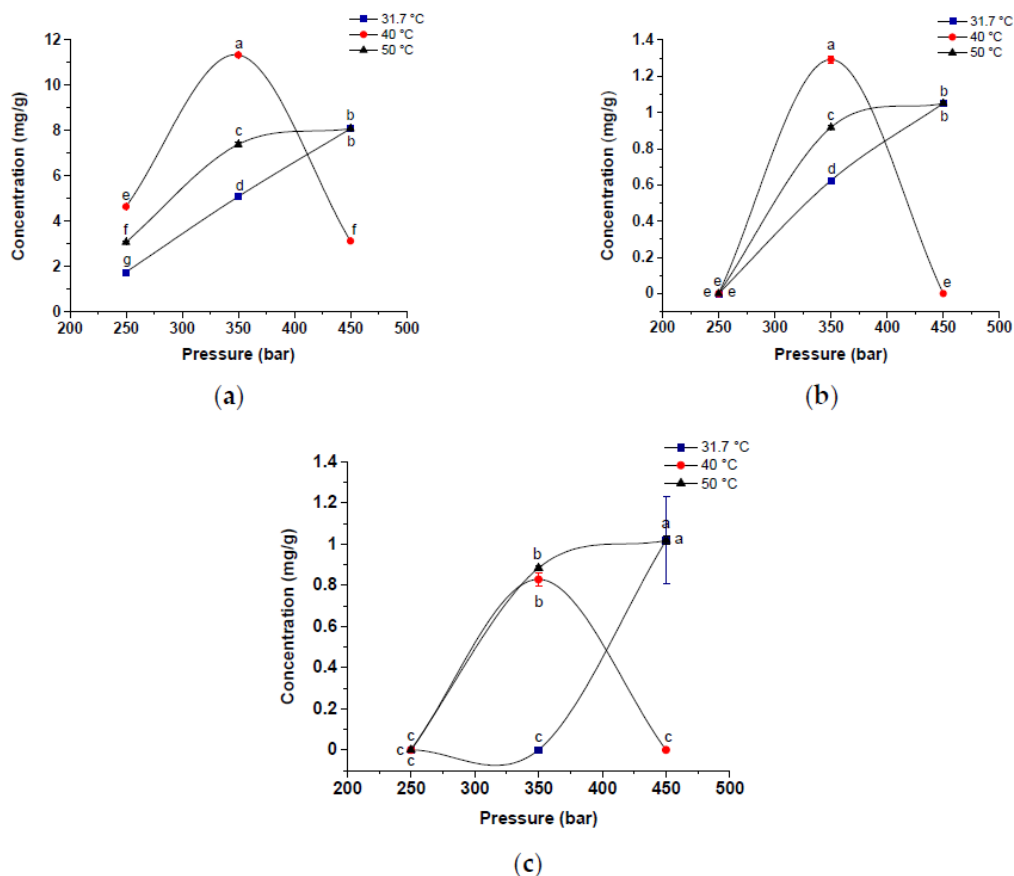 31.7 °C
40 °C
50 °C
Concentration (mg/g)
12
10
8
6
4
2
0
a
b
b
c
d
e
f
f
g
200 250 300 350 400 450 500
Pressure (bar)
(a)
31.7 °C
40 °C
50 °C
Concentration (mg/g)
1.4
1.2
1
0.8
0.6
0.4
0.2
0
a
b
b
c
d
e
e e
e
200 250 300 350 400 450 500
Pressure (bar)
(b)
31.7 °C
40 °C
50 °C
Concentration (mg/g)
1.4
1.2
1
0.8
0.6
0.4
0.2
0
a
a
b
b
c
c
c
c
c
200 250 300 350 400 450 500
Pressure (bar)
(c)